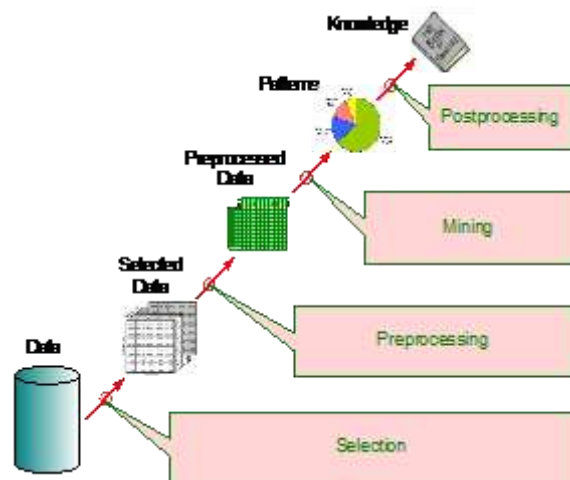 Knowledge
Patterns
Postprocessing
Preprocessed
Data
Mining
Selected
Data
Preprocessing
Data
Selection